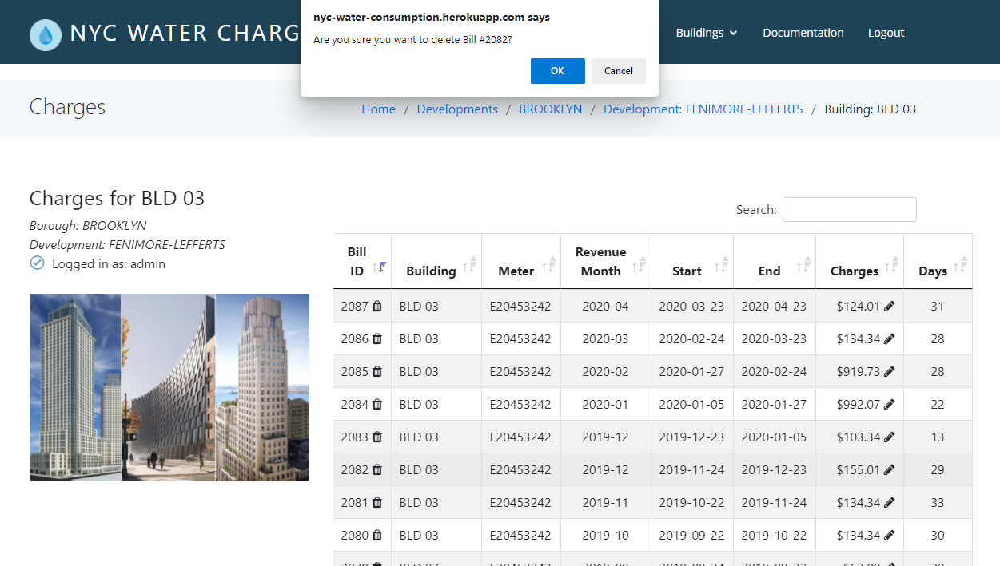 nyc-water-consumption.herokuapp.com says
Are you sure you want to delete Bill #2082?
OK Cancel
NYC WATER CHARG
Buildings Documentation Logout
Charges
Home / Developments / BROOKLYN / Development: FENIMORE-LEFFERTS / Building: BLD 03
Charges for BLD 03
Borough: BROOKLYN
Development: FENIMORE-LEFFERTS
Logged in as: admin
Search:
Bill ID Building Meter Revenue Month Start End Charges Days
2087 BLD 03 E20453242 2020-04 2020-03-23 2020-04-23 $124.01 31
2086 BLD 03 E20453242 2020-03 2020-02-24 2020-03-23 $134.34 28
2085 BLD 03 E20453242 2020-02 2020-01-27 2020-02-24 $919.73 28
2084 BLD 03 E20453242 2020-01 2020-01-05 2020-01-27 $992.07 22
2083 BLD 03 E20453242 2019-12 2019-12-23 2020-01-05 $103.34 13
2082 BLD 03 E20453242 2019-12 2019-11-24 2019-12-23 $155.01 29
2081 BLD 03 E20453242 2019-11 2019-10-22 2019-11-24 $134.34 33
2080 BLD 03 E20453242 2019-10 2019-09-22 2019-10-22 $134.34 30